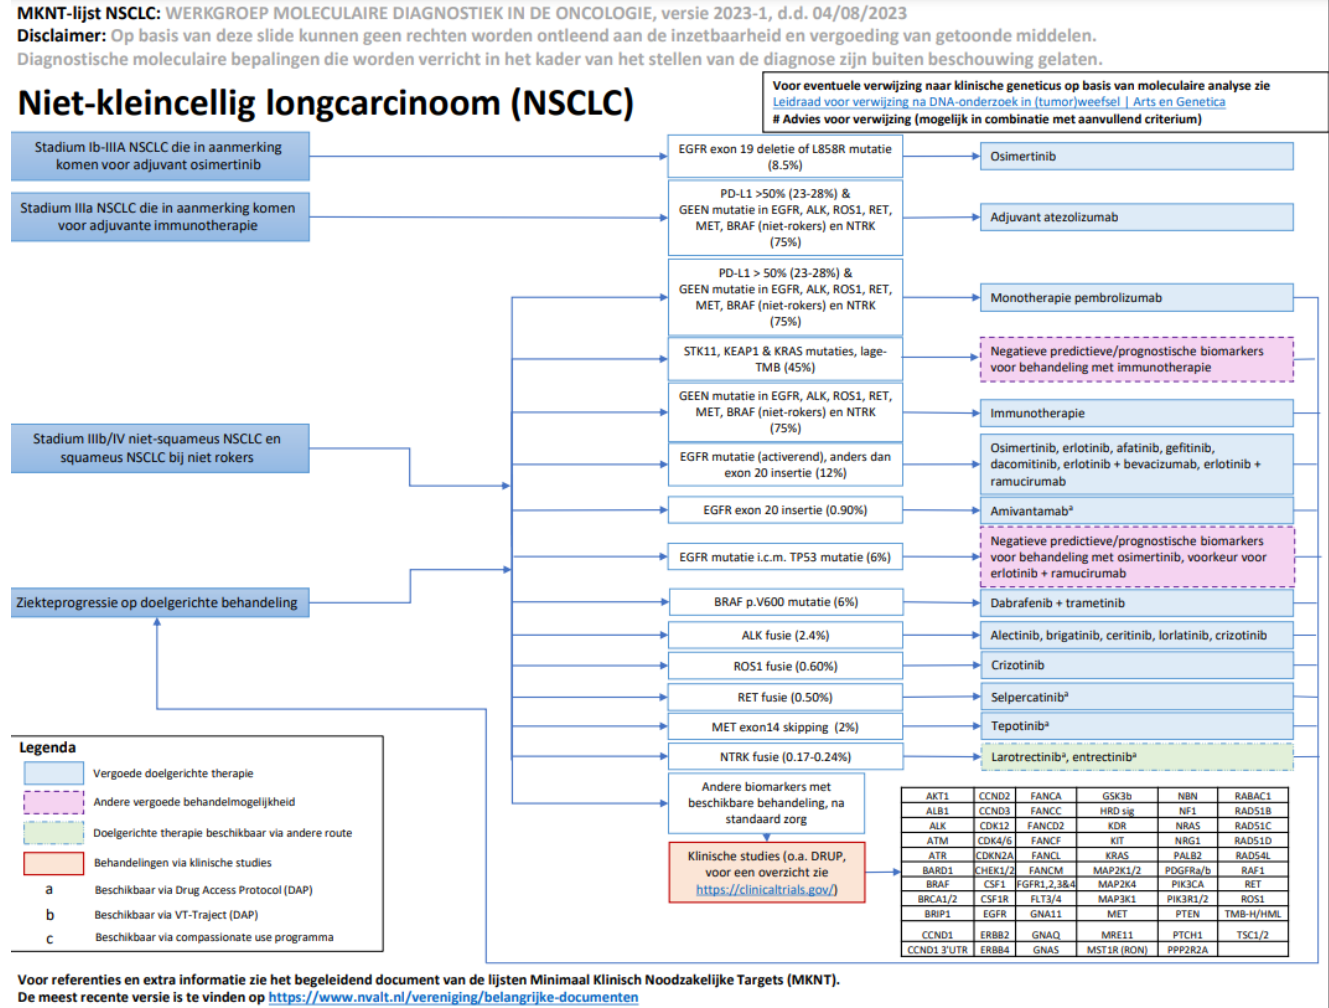 MKNT-lijst NSCLC: WERKGROEP MOLECULAIRE DIAGNOSTIEK IN DE ONCOLOGIE, versie 2023-1, d.d. 04/08/2023
Disclaimer: Op basis van deze slide kunnen geen rechten worden ontleend aan de inzetbaarheid en vergoeding van getoonde middelen.
Diagnostische moleculaire bepalingen die worden verricht in het kader van het stellen van de diagnose zijn buiten beschouwing gelaten.
Niet-kleincellig longcarcinoom (NSCLC)
Voor eventuele verwijzing naar klinische geneticus op basis van moleculaire analyse zie
Leidraad voor verwijzing na DNA-onderzoek in (tumor)weefsel | Arts en Genetica
# Advies voor verwijzing (mogelijk in combinatie met aanvullend criterium)
Stadium Ib-IIIA NSCLC die in aanmerking
komen voor adjuvant osimertinib
EGFR exon 19 deletie of L858R mutatie
(8.5%)
Osimertinib
Stadium IIIa NSCLC die in aanmerking komen
voor adjuvante immunotherapie
PD-L1 >50% (23-28%) &
GEEN mutatie in EGFR, ALK, ROS1, RET,
MET, BRAF (niet-rokers) en NTRK
(75%)
Adjuvant atezolizumab
Stadium IIIb/IV niet-squameus NSCLC en
squameus NSCLC bij niet rokers
Ziekteprogressie op doelgerichte behandeling
PD-L1 > 50% (23-28%) &
GEEN mutatie in EGFR, ALK, ROS1, RET,
MET, BRAF (niet-rokers) en NTRK
(75%)
Monotherapie pembrolizumab
STK11, KEAP1 & KRAS mutaties, lage-
TMB (45%)
Negatieve predictieve/prognostische biomarkers
voor behandeling met immunotherapie
GEEN mutatie in EGFR, ALK, ROS1, RET,
MET, BRAF (niet-rokers) en NTRK
(75%)
Immunotherapie
EGFR mutatie (activerend), anders dan
exon 20 insertie (12%)
Osimertinib, erlotinib, afatinib, gefitinib,
dacomitinib, erlotinib + bevacizumab, erlotinib +
ramucirumab
EGFR exon 20 insertie (0.90%)
Amivantamabᵃ
EGFR mutatie i.c.m. TP53 mutatie (6%)
Negatieve predictieve/prognostische biomarkers
voor behandeling met osimertinib, voorkeur voor
erlotinib + ramucirumab
BRAF p.V600 mutatie (6%)
Dabrafenib + trametinib
ALK fusie (2.4%)
Alectinib, brigatinib, ceritinib, lorlatinib, crizotinib
ROS1 fusie (0.60%)
Crizotinib
RET fusie (0.50%)
Selpercatinibᵃ
MET exon14 skipping (2%)
Tepotinibᵃ
NTRK fusie (0.17-0.24%)
Larotrectinibᵃ, entrectinibᵃ
Andere biomarkers met
beschikbare behandeling, na
standaard zorg
Klinische studies (o.a. DRUP,
voor een overzicht zie
https://clinicaltrials.gov/)
AKT1 CCND2 FANCA GSK3b NBN RABAC1
ALB1 CCND3 FANCC HRD sig NF1 RAD51B
ALK CDK12 FANCD2 KDR NRAS RAD51C
ATM CDK4/6 FANCF KIT NRG1 RAD51D
ATR CDKN2A FANCL KRAS PALB2 RAD54L
BARD1 CHEK1/2 FANCM MAP2K1/2 PDGFRa/b RAF1
BRAF CSF1 FGFR1,2,3&4 MAP2K4 PIK3CA RET
BRCA1/2 CSF1R FLT3/4 MAP3K1 PIK3R1/2 ROS1
BRIP1 EGFR GNA11 MET PTEN TMB-H/HML
CCND1 ERBB2 GNAQ MRE11 PTCH1 TSC1/2
CCND1 3'UTR ERBB4 GNAS MST1R (RON) PPP2R2A
Legenda
Vergoede doelgerichte therapie
Andere vergoede behandelmogelijkheid
Doelgerichte therapie beschikbaar via andere route
Behandelingen via klinische studies
a Beschikbaar via Drug Access Protocol (DAP)
b Beschikbaar via VT-Traject (DAP)
c Beschikbaar via compassionate use programma
Voor referenties en extra informatie zie het begeleidend document van de lijsten Minimaal Klinisch Noodzakelijke Targets (MKNT).
De meest recente versie is te vinden op https://www.nvalt.nl/vereniging/belangrijke-documenten